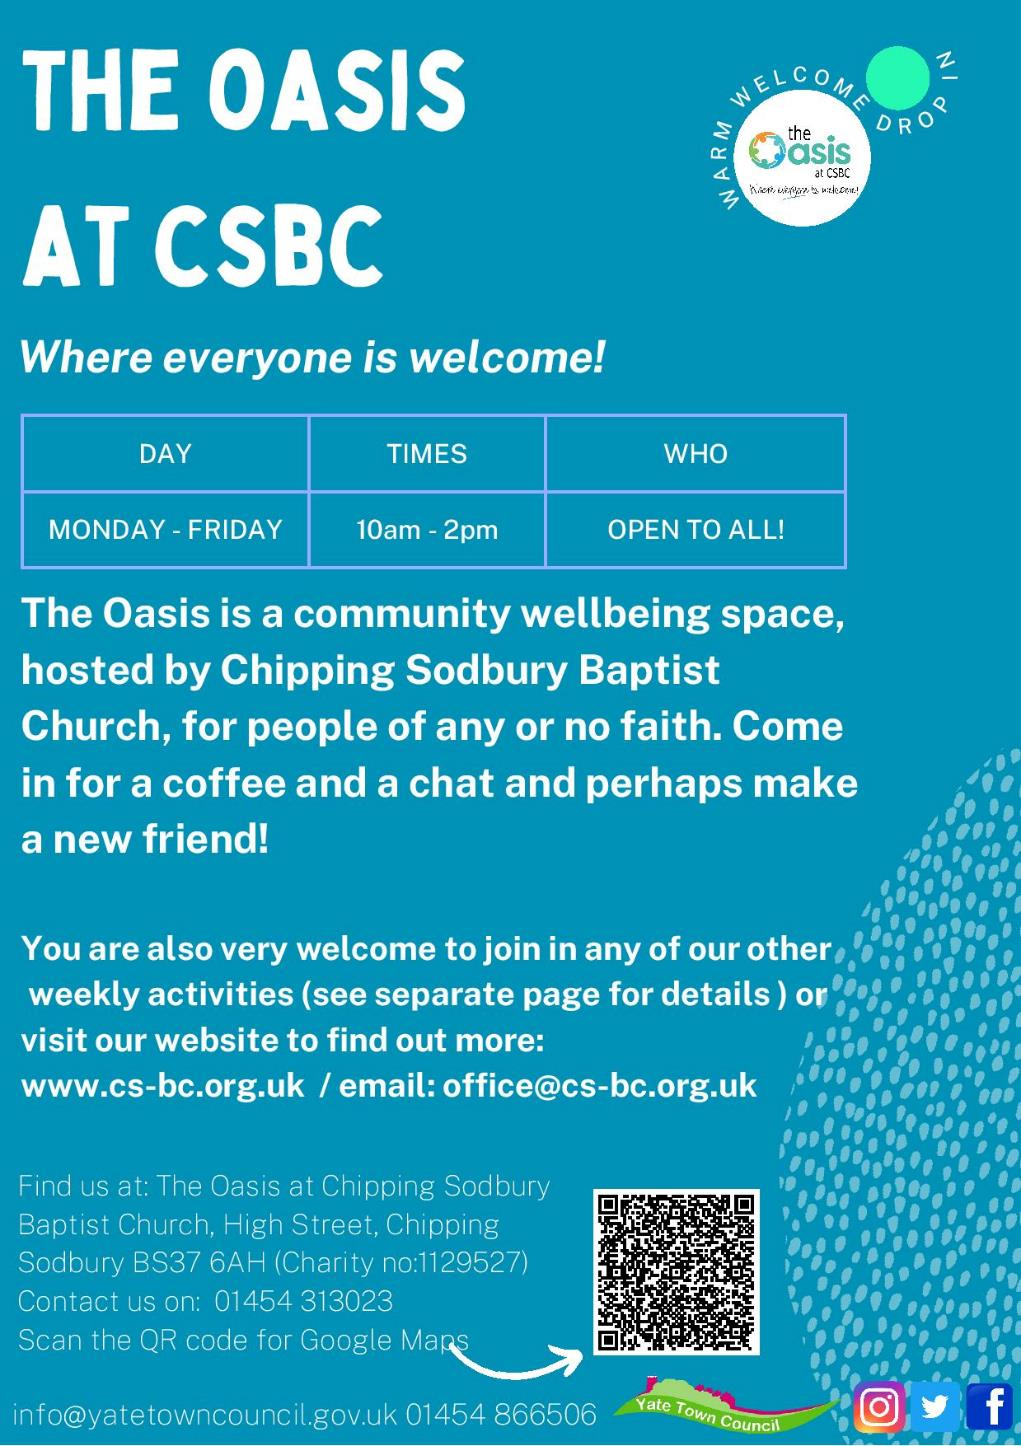 THE OASIS
AT CSBC
WARM WELCOME DROP IN
the
Oasis
at CSBC
Where everyone is welcome!
Where everyone is welcome!
DAY TIMES WHO
MONDAY - FRIDAY 10am - 2pm OPEN TO ALL!
The Oasis is a community wellbeing space,
hosted by Chipping Sodbury Baptist
Church, for people of any or no faith. Come
in for a coffee and a chat and perhaps make
a new friend!
You are also very welcome to join in any of our other
weekly activities (see separate page for details ) or
visit our website to find out more:
www.cs-bc.org.uk / email: office@cs-bc.org.uk
Find us at: The Oasis at Chipping Sodbury
Baptist Church, High Street, Chipping
Sodbury BS37 6AH (Charity no:1129527)
Contact us on: 01454 313023
Scan the QR code for Google Maps
info@yatetowncouncil.gov.uk 01454 866506
Yate Town Council